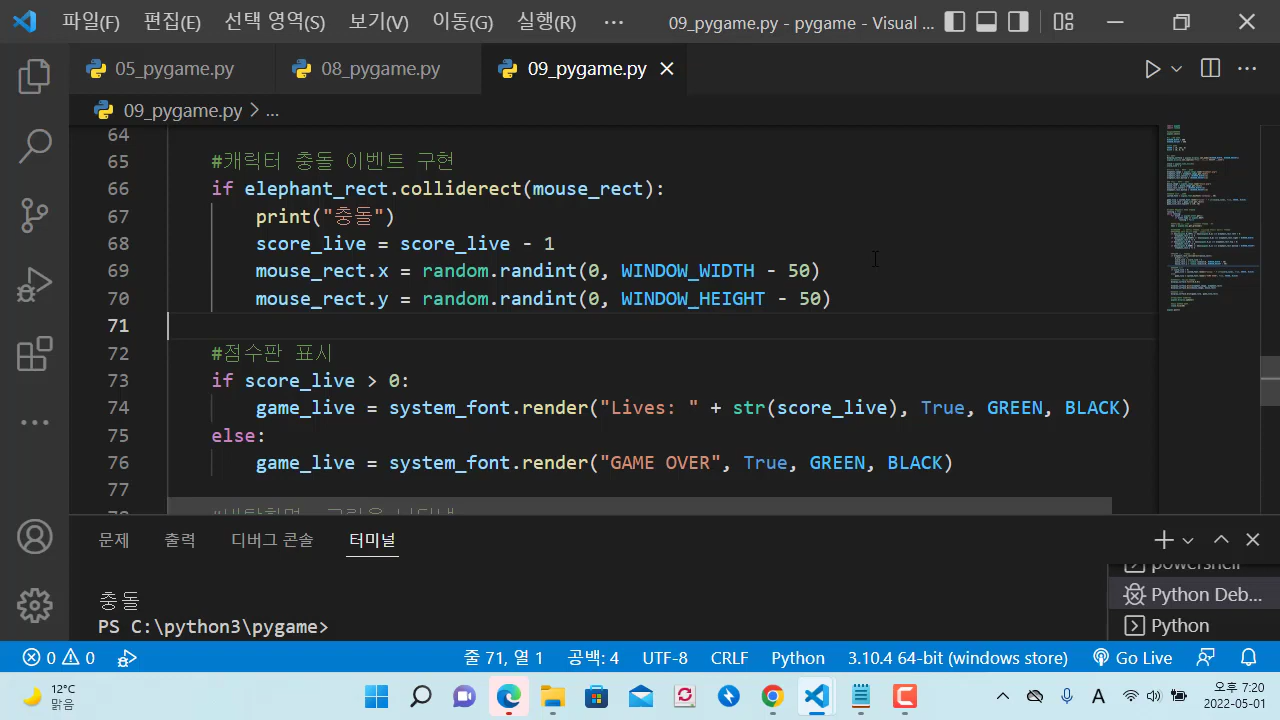 파일(F) 편집(E) 선택 영역(S) 보기(V) 이동(G) 실행(R) ··· 09_pygame.py - pygame - Visual ...
05_pygame.py 08_pygame.py 09_pygame.py
09_pygame.py > ...
64
65 #캐릭터 충돌 이벤트 구현
66 if elephant_rect.colliderect(mouse_rect):
67 print("충돌")
68 score_live = score_live - 1
69 mouse_rect.x = random.randint(0, WINDOW_WIDTH - 50)
70 mouse_rect.y = random.randint(0, WINDOW_HEIGHT - 50)
71
72 #점수판 표시
73 if score_live > 0:
74 game_live = system_font.render("Lives: " + str(score_live), True, GREEN, BLACK)
75 else:
76 game_live = system_font.render("GAME OVER", True, GREEN, BLACK)
77
문제 출력 디버그 콘솔 터미널
powershell
충돌
Python Deb...
PS C:\python3\pygame>
Python
0 0 줄 71, 열 1 공백: 4 UTF-8 CRLF Python 3.10.4 64-bit (windows store) Go Live
12°C
맑음
A
오후 7:20
2022-05-01